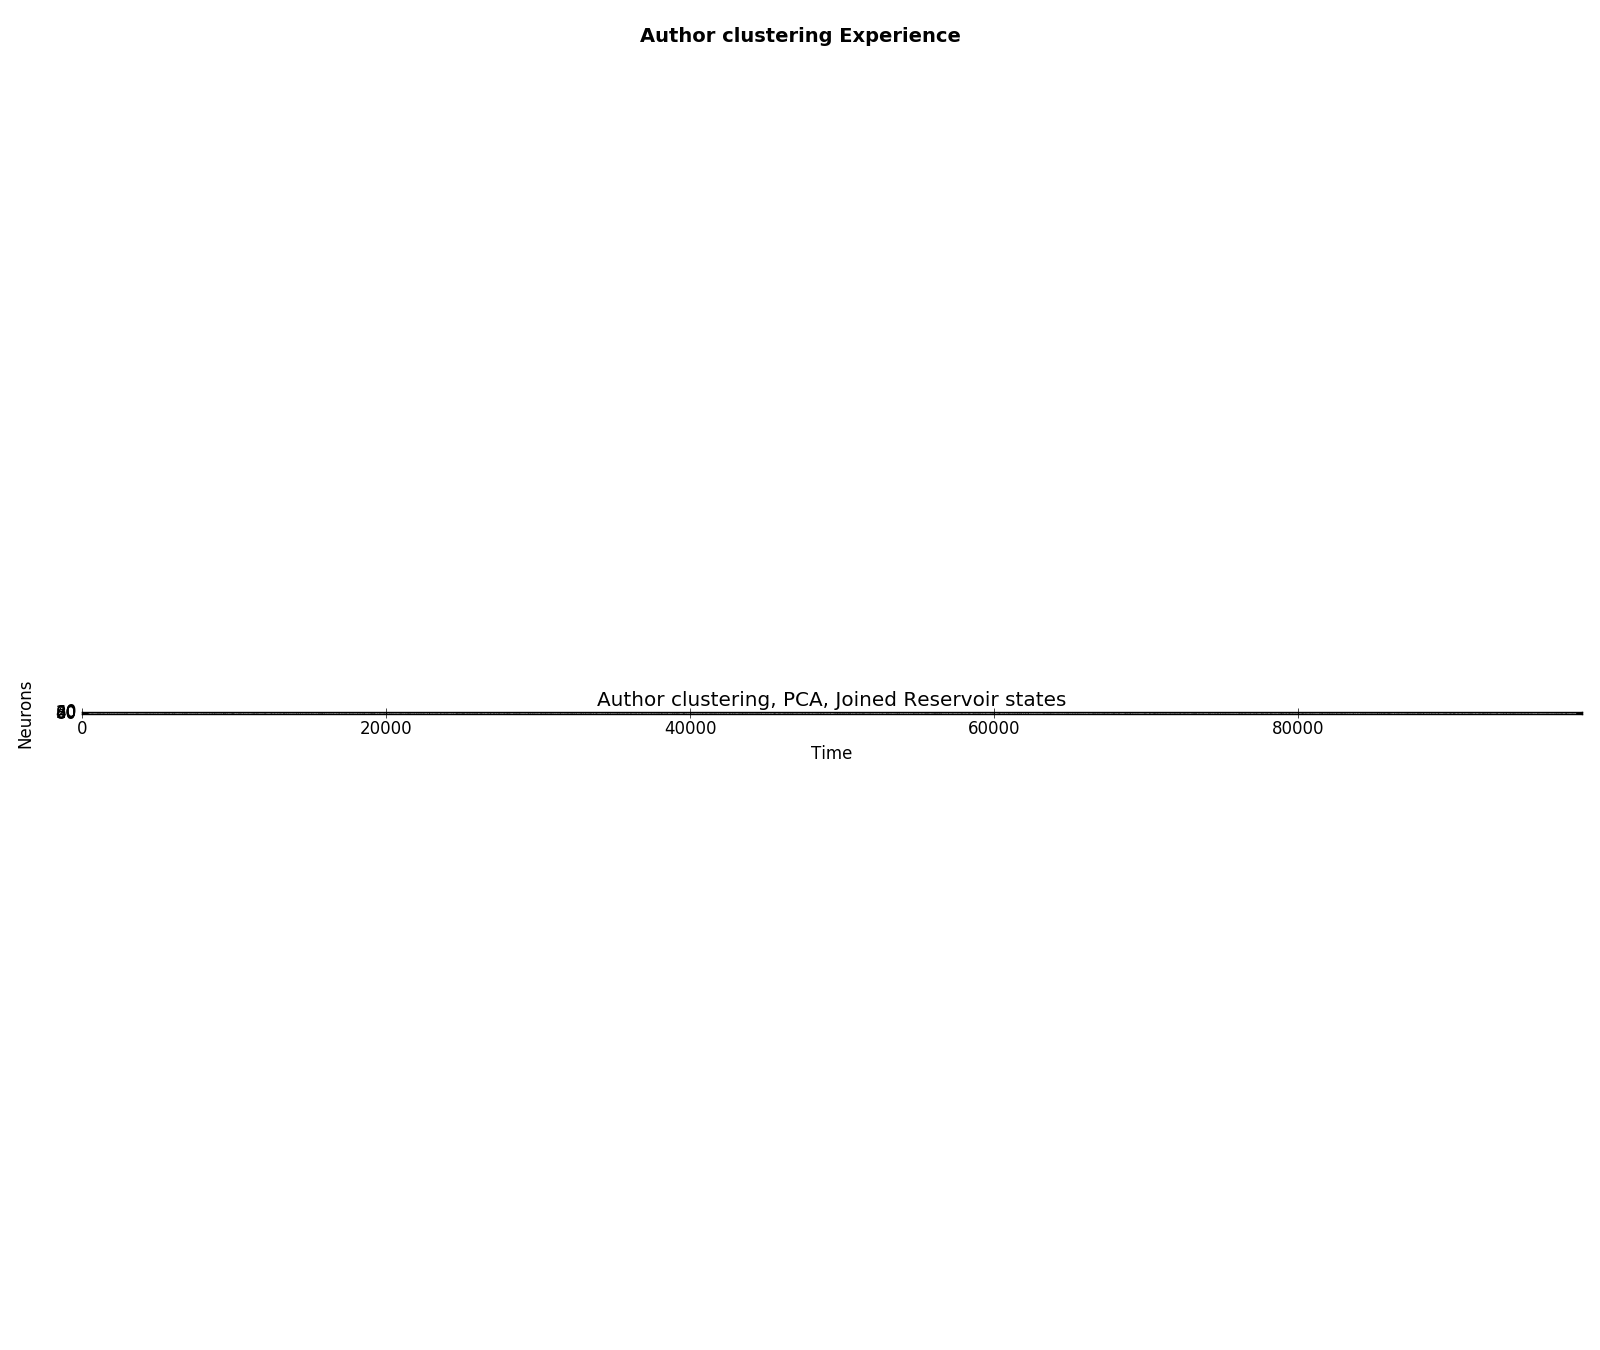 Author clustering Experience
Author clustering, PCA, Joined Reservoir states
Neurons
0 20000 40000 60000 80000
Time